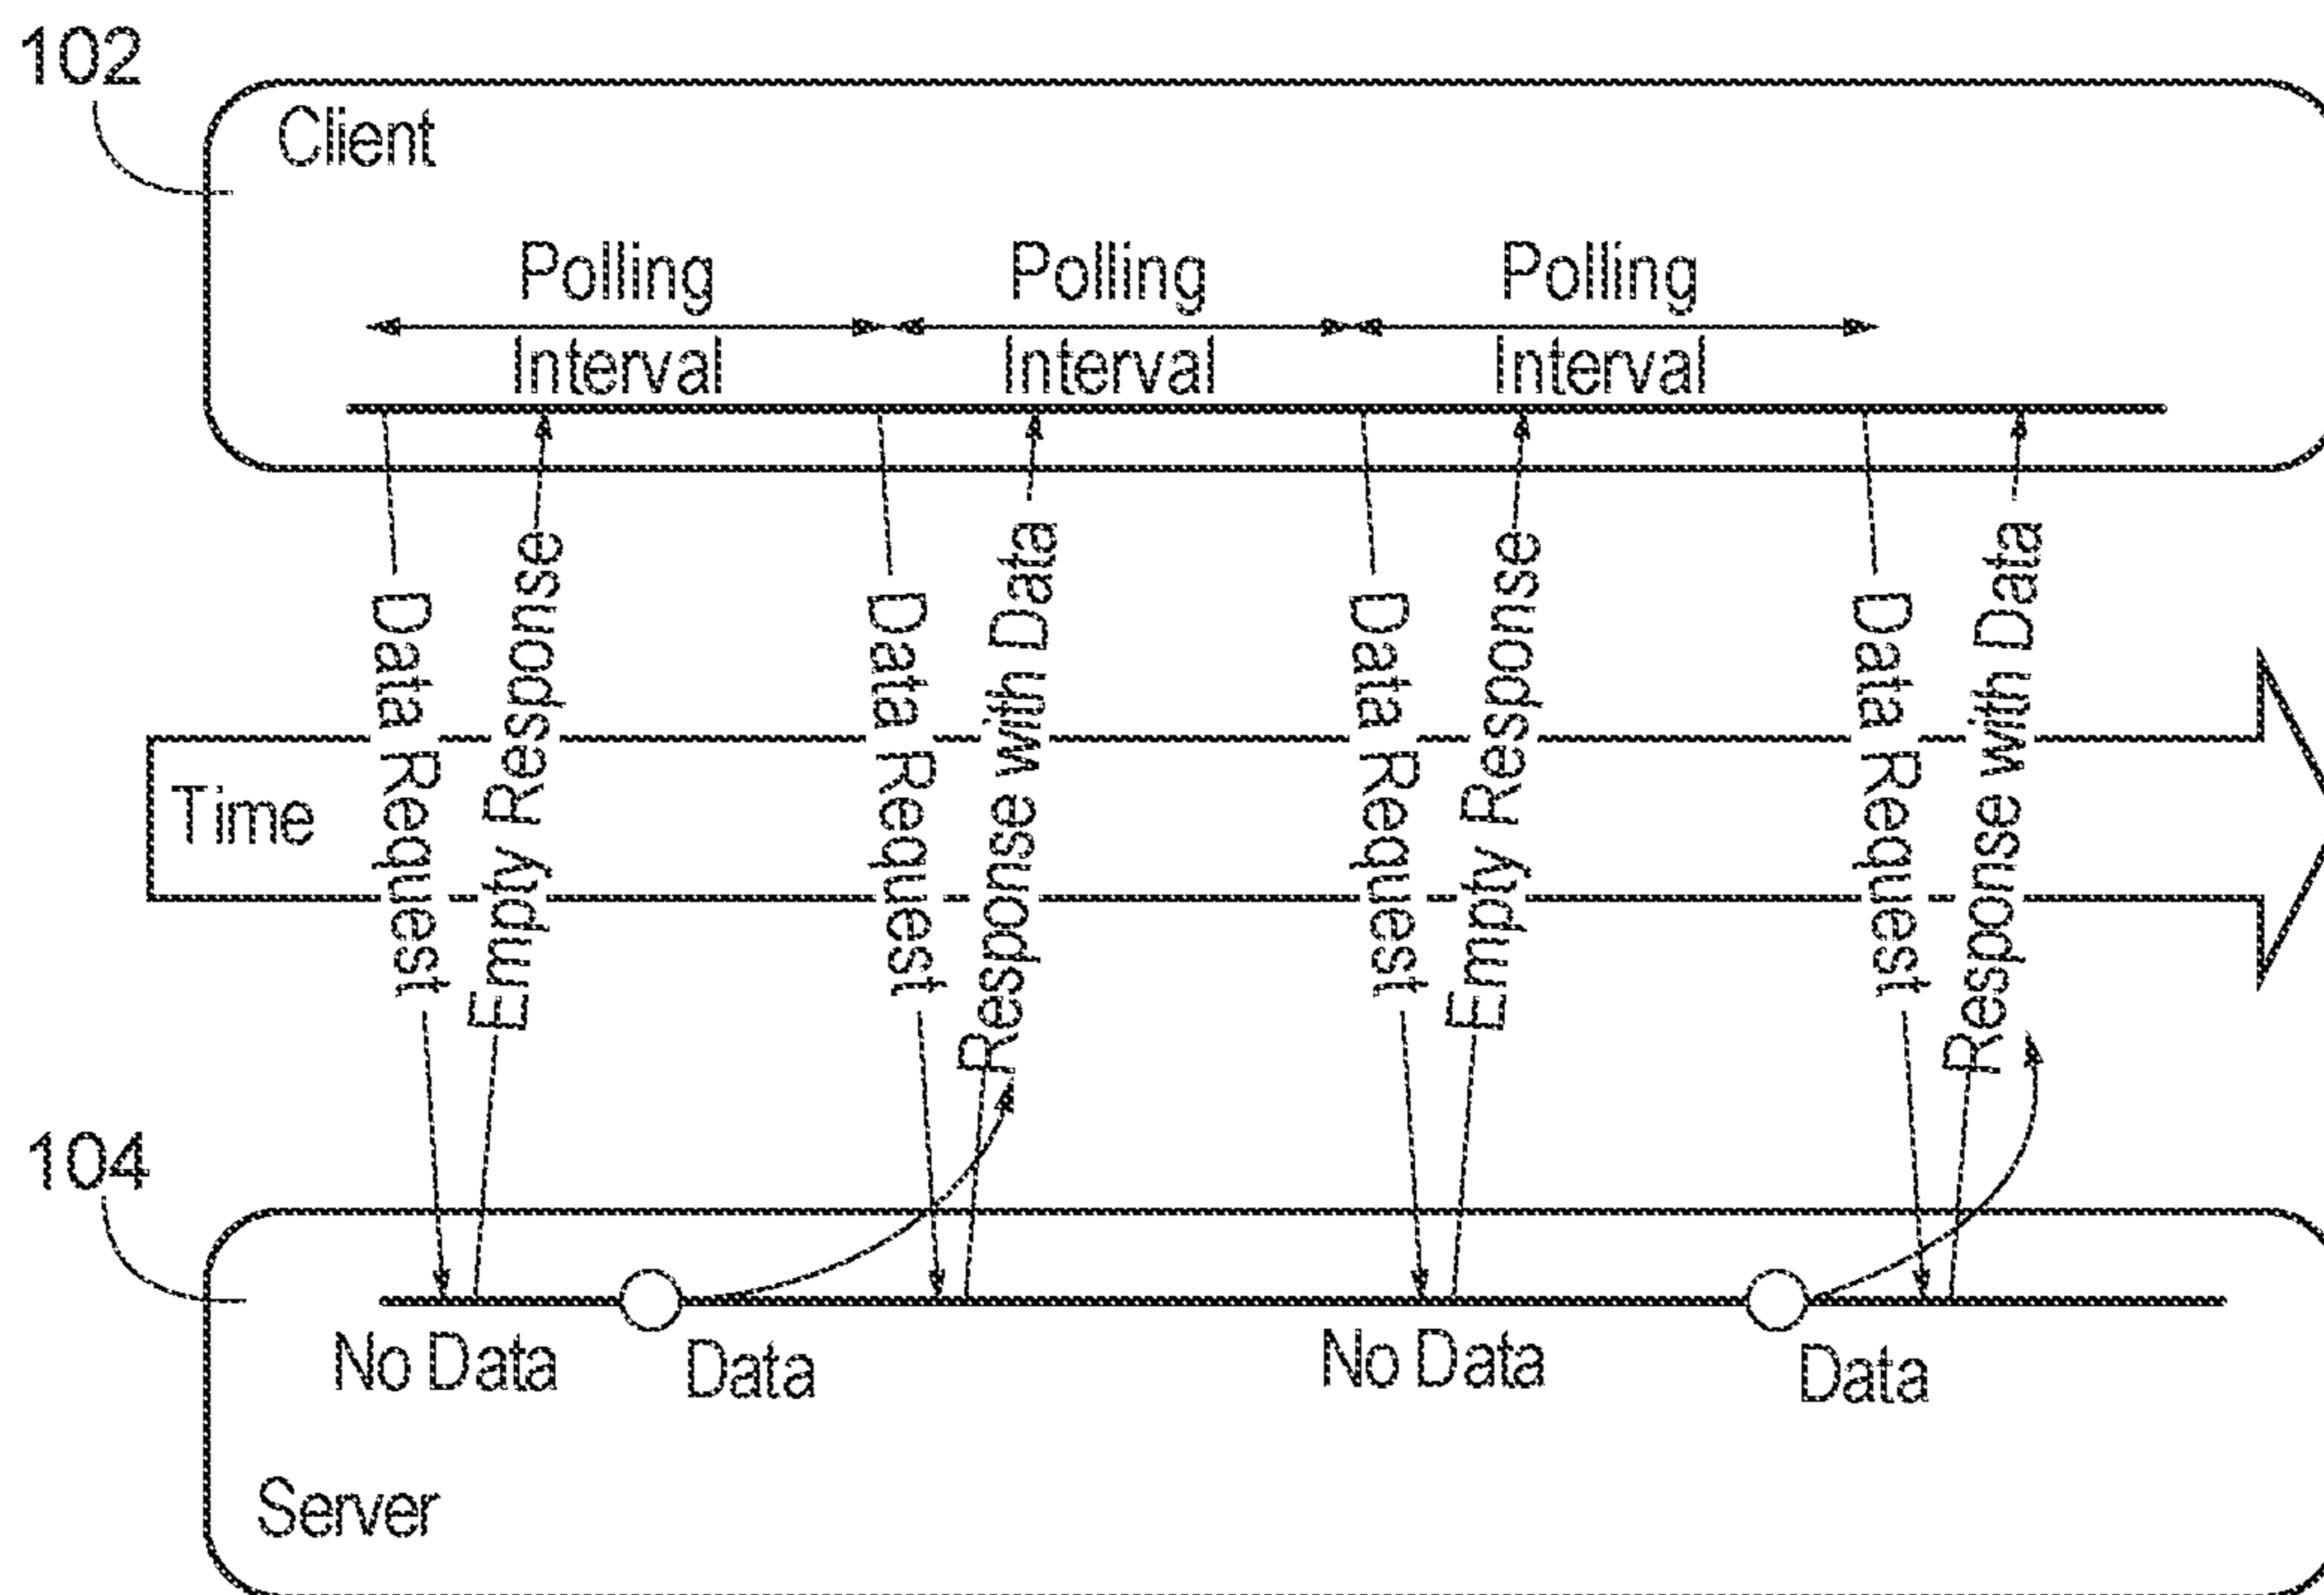 102
Client
Polling
Interval
Polling
Interval
Polling
Interval
Data Request
Empty Response
Data Request
Response with Data
Data Request
Empty Response
Data Request
Response with Data
Time
104
No Data
Data
No Data
Data
Server